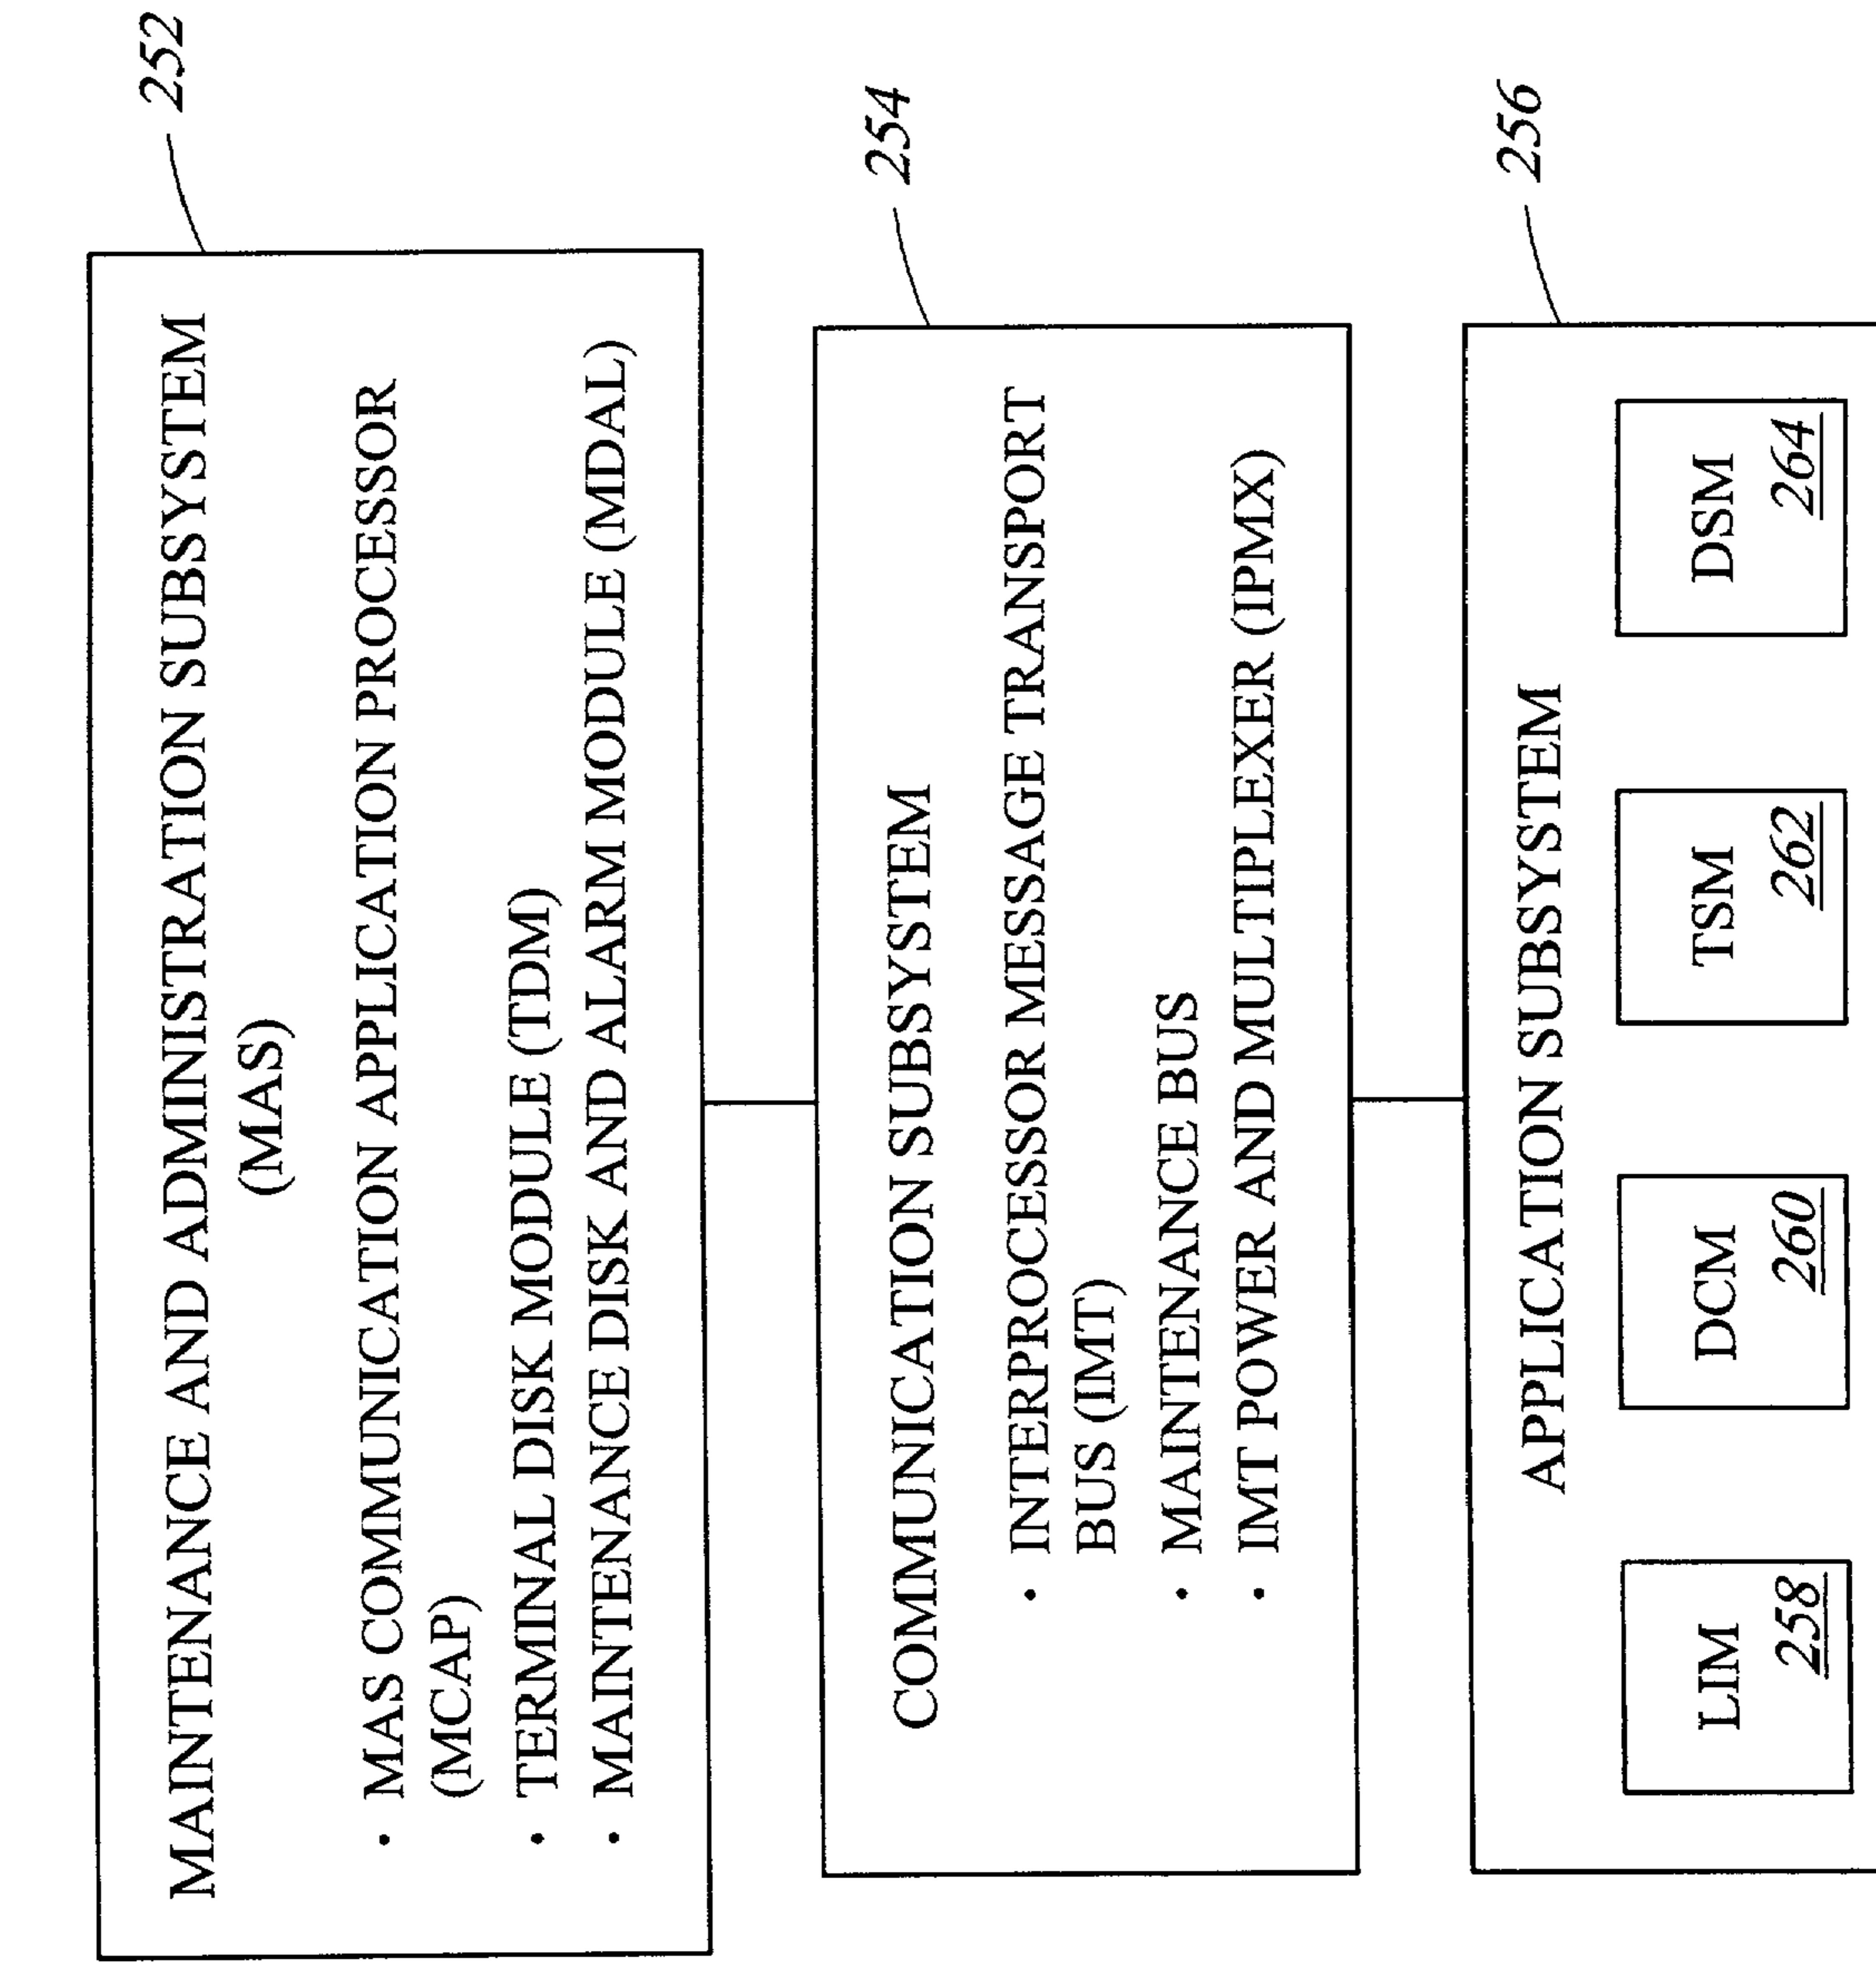 252
MAINTENANCE AND ADMINISTRATION SUBSYSTEM
(MAS)
· MAS COMMUNICATION APPLICATION PROCESSOR
(MCAP)
· TERMINAL DISK MODULE (TDM)
· MAINTENANCE DISK AND ALARM MODULE (MDAL)
254
COMMUNICATION SUBSYSTEM
· INTERPROCESSOR MESSAGE TRANSPORT
BUS (IMT)
· MAINTENANCE BUS
· IMT POWER AND MULTIPLEXER (IPMX)
256
APPLICATION SUBSYSTEM
LIM
258
DCM
260
TSM
262
DSM
264